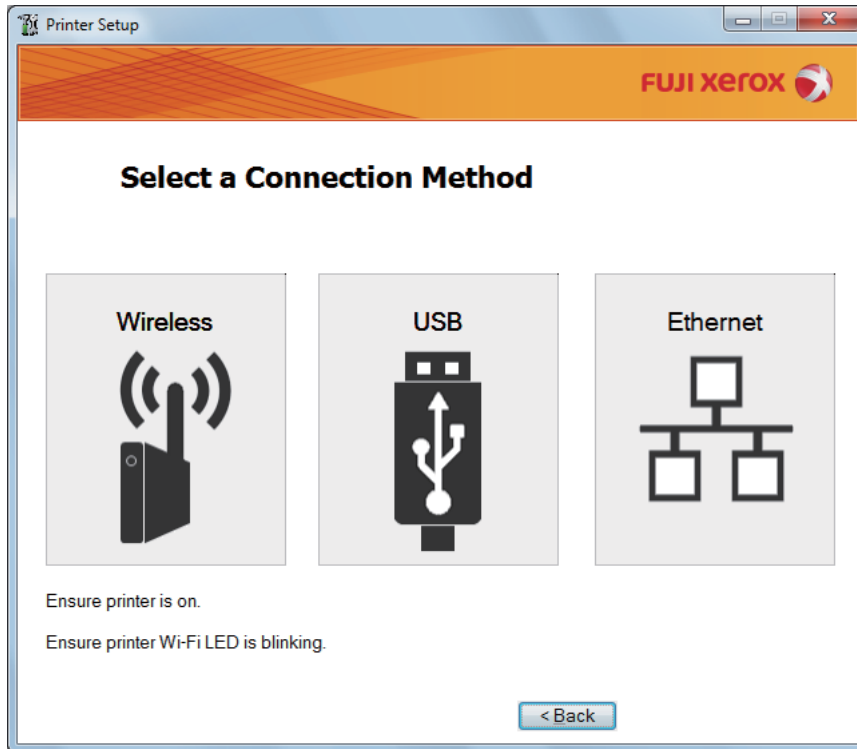 Printer Setup
FUJI xerox
Select a Connection Method
Wireless
USB
Ethernet
Ensure printer is on.
Ensure printer Wi-Fi LED is blinking.
< Back